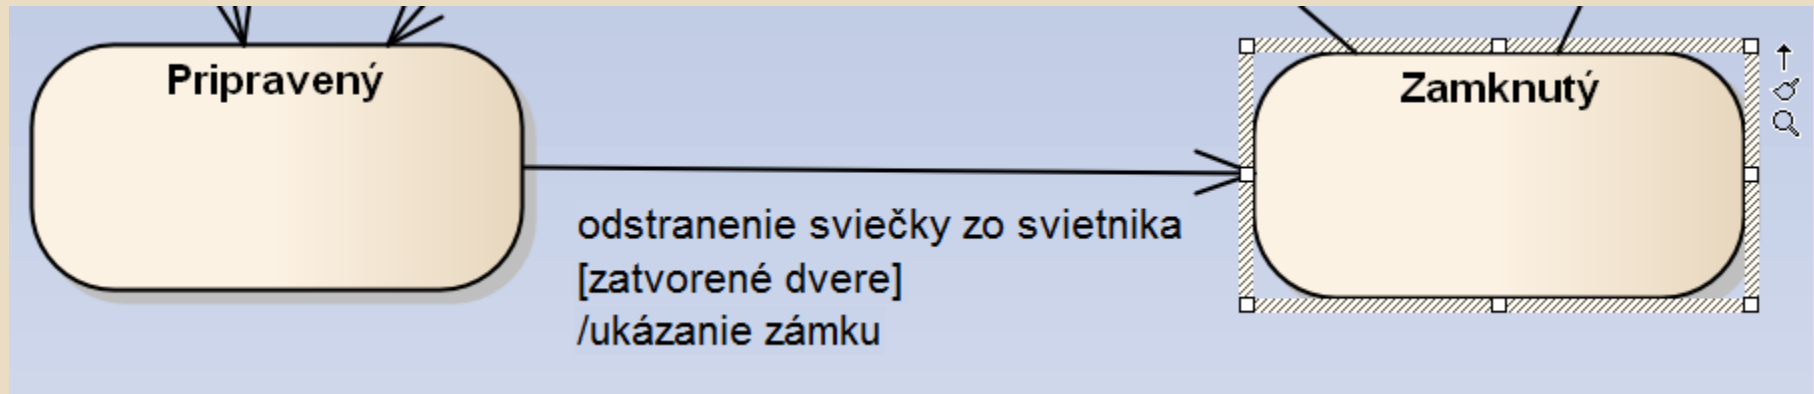 Pripravený
Zamknutý
odstranenie sviečky zo svietnika
[zatvorené dvere]
/ukázanie zámku